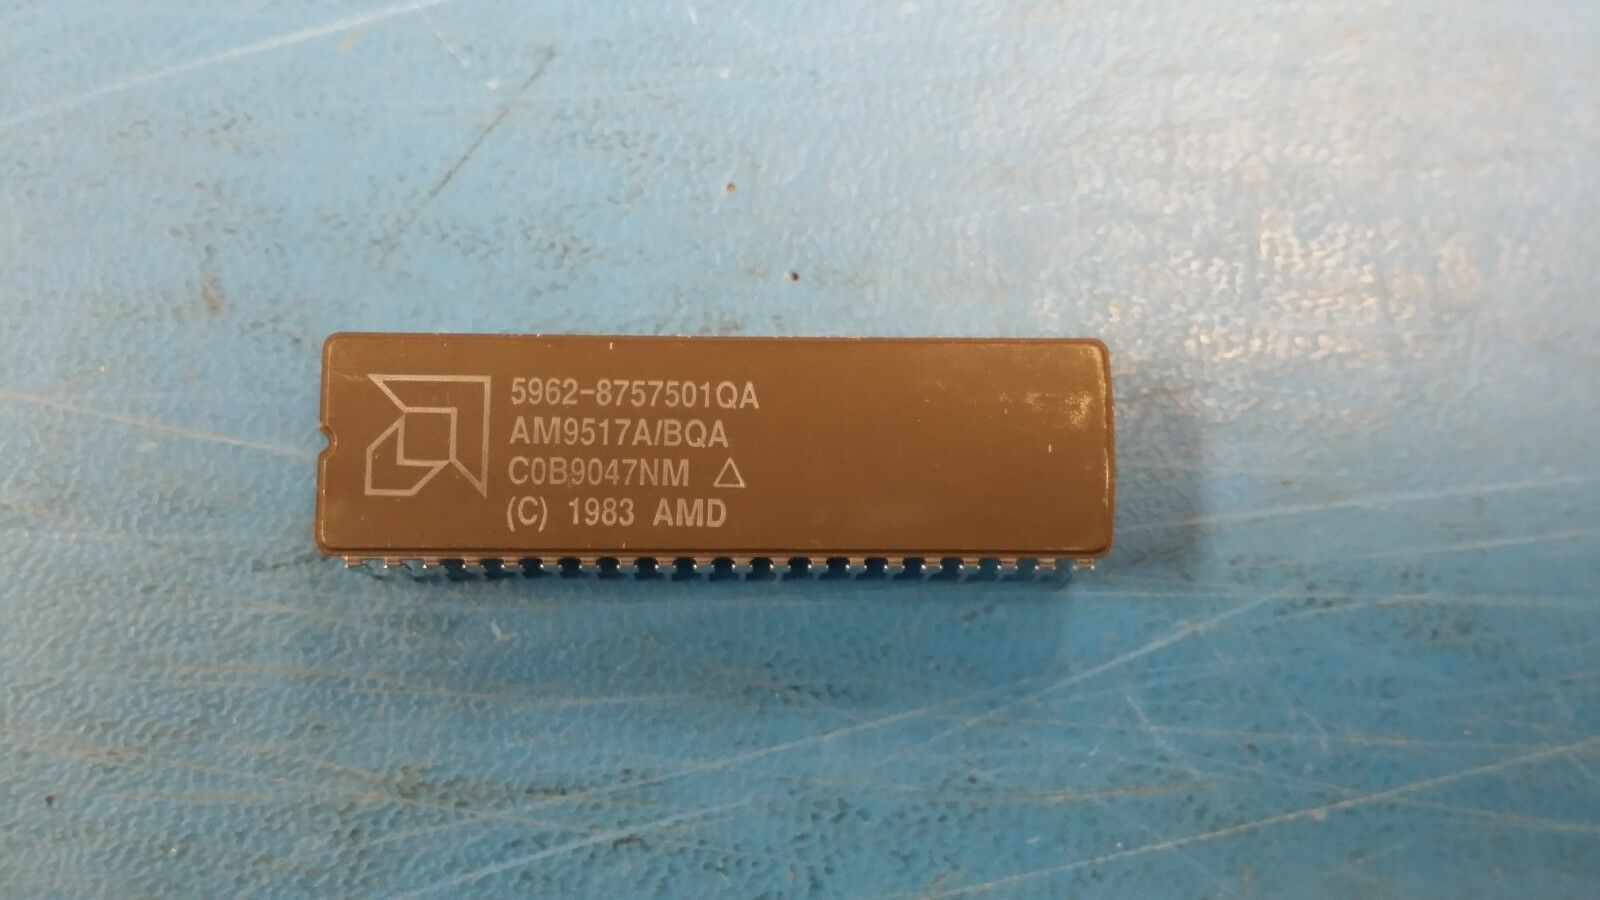 5962-8757501QA
AM9517A/BQA
C0B9047NM △
(C) 1983 AMD